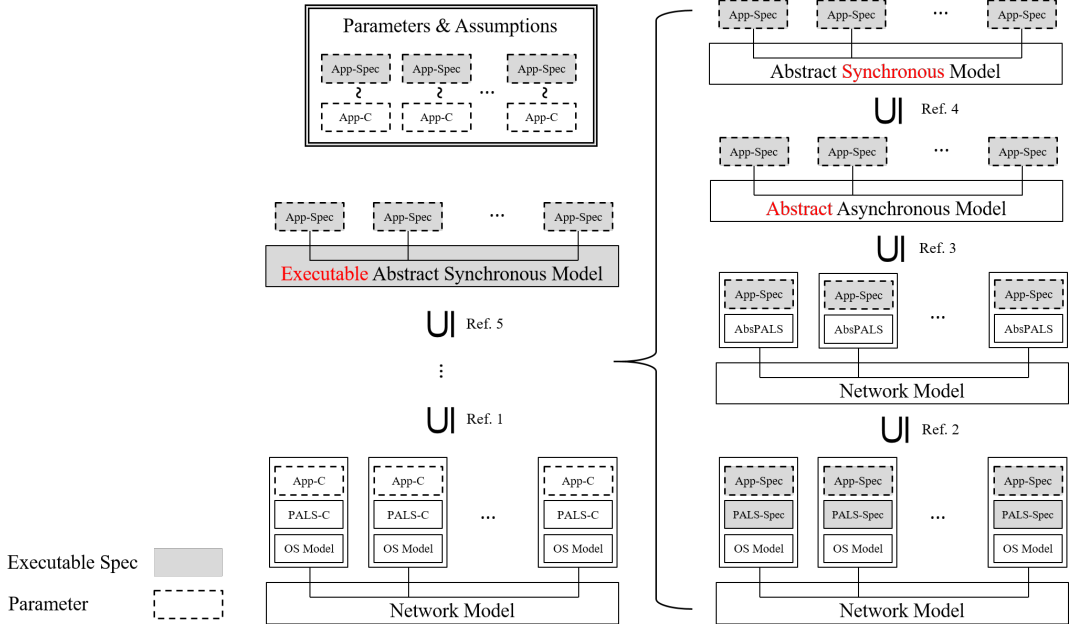 Parameters & Assumptions
App-Spec App-Spec ... App-Spec
~ ~ ... ~
App-C App-C App-C
App-Spec App-Spec ... App-Spec
Executable Abstract Synchronous Model
⊆ Ref. 5
⋮
⊆ Ref. 1
App-C App-C App-C
PALS-C PALS-C ... PALS-C
OS Model OS Model OS Model
Network Model
Executable Spec
Parameter
App-Spec App-Spec ... App-Spec
Abstract Synchronous Model
⊆ Ref. 4
App-Spec App-Spec ... App-Spec
Abstract Asynchronous Model
⊆ Ref. 3
App-Spec App-Spec App-Spec
AbsPALS AbsPALS ... AbsPALS
Network Model
⊆ Ref. 2
App-Spec App-Spec App-Spec
PALS-Spec PALS-Spec ... PALS-Spec
OS Model OS Model OS Model
Network Model